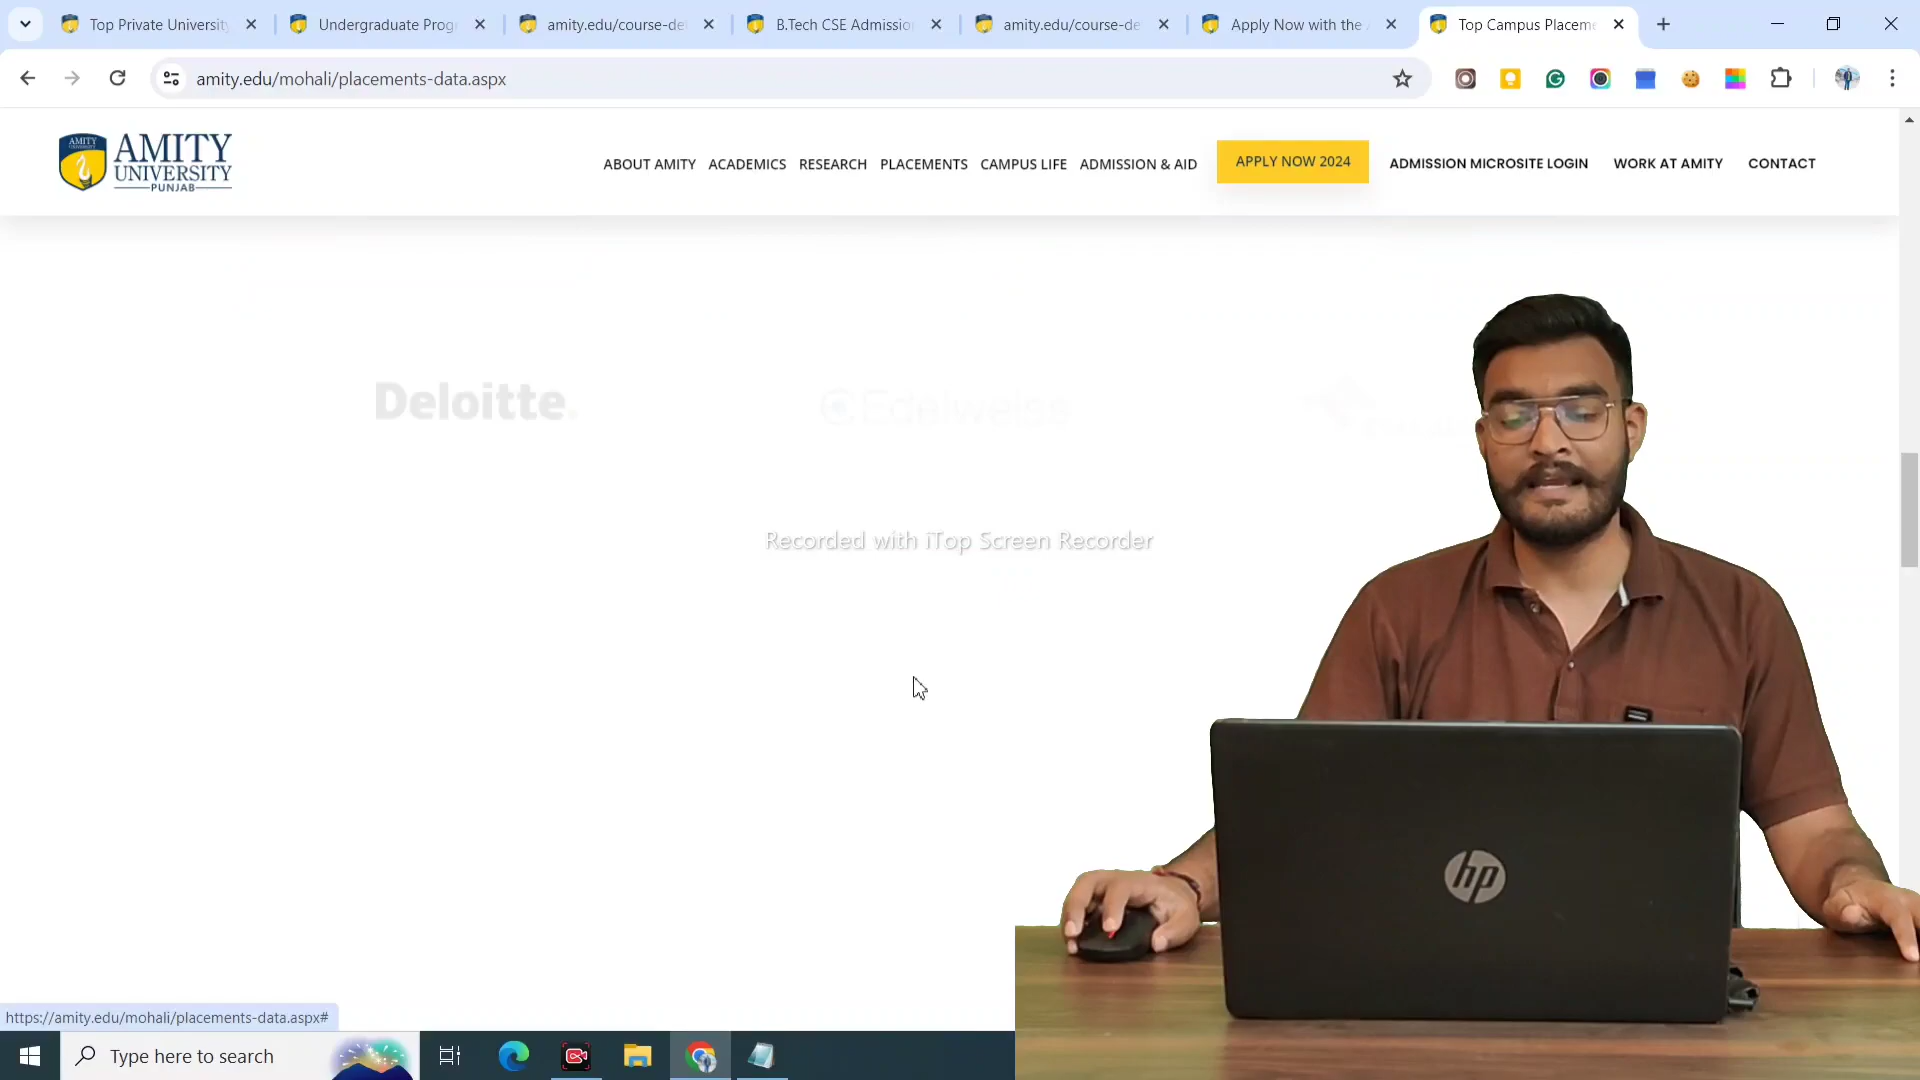 Top Private University
Undergraduate Prog
amity.edu/course-de
B.Tech CSE Admissio
amity.edu/course-de
Apply Now with the
Top Campus Placem
amity.edu/mohali/placements-data.aspx
AMITY
AMITY
UNIVERSITY
PUNJAB
ABOUT AMITY
ACADEMICS
RESEARCH
PLACEMENTS
CAMPUS LIFE
ADMISSION & AID
APPLY NOW 2024
ADMISSION MICROSITE LOGIN
WORK AT AMITY
CONTACT
Deloitte.
Edelweiss
Recorded with iTop Screen Recorder
hp
https://amity.edu/mohali/placements-data.aspx#
Type here to search